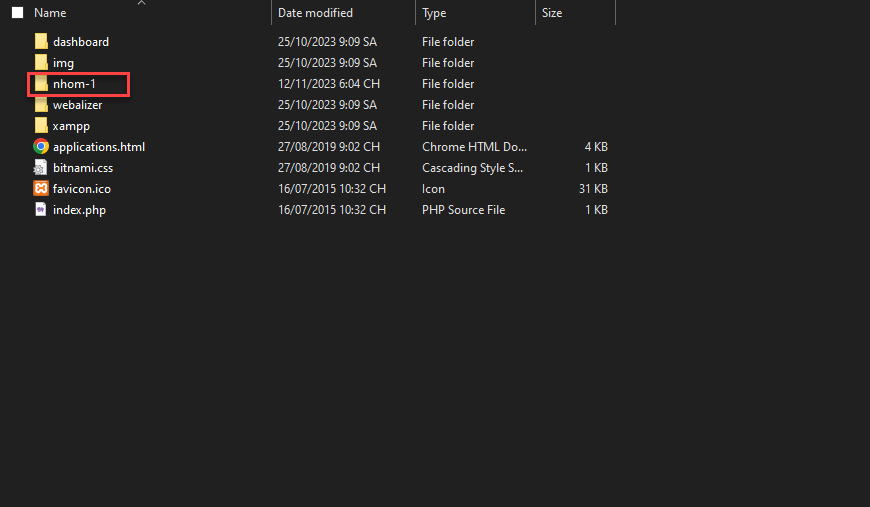 Name Date modified Type Size
dashboard 25/10/2023 9:09 SA File folder
img 25/10/2023 9:09 SA File folder
nhom-1 12/11/2023 6:04 CH File folder
webalizer 25/10/2023 9:09 SA File folder
xampp 25/10/2023 9:09 SA File folder
applications.html 27/08/2019 9:02 CH Chrome HTML Do... 4 KB
bitnami.css 27/08/2019 9:02 CH Cascading Style S... 1 KB
favicon.ico 16/07/2015 10:32 CH Icon 31 KB
index.php 16/07/2015 10:32 CH PHP Source File 1 KB